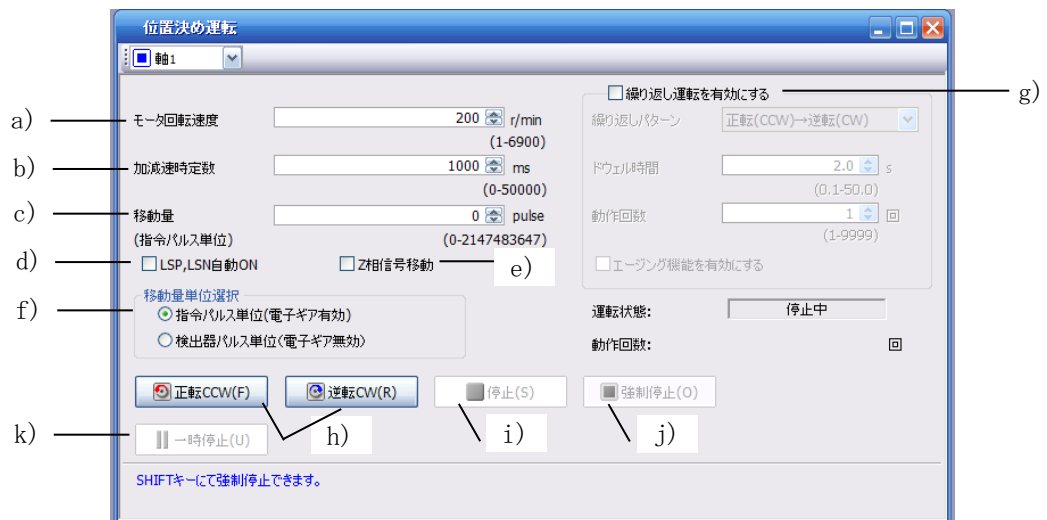 位置決め運転
軸1
g)
繰り返し運転を有効にする
a)
モータ回転速度
200
r/min
(1-6900)
繰り返しパターン
正転(CCW)→逆転(CW)
b)
加減速時定数
1000
ms
(0-50000)
ドウェル時間
2.0
s
(0.1-50.0)
c)
移動量
0
pulse
(指令パルス単位)
(0-2147483647)
動作回数
1
回
(1-9999)
d)
LSP,LSN自動ON
Z相信号移動
e)
エージング機能を有効にする
移動量単位選択
f)
指令パルス単位(電子ギア有効)
検出器パルス単位(電子ギア無効)
運転状態:
停止中
動作回数:
回
正転CCW(F)
逆転CW(R)
停止(S)
強制停止(O)
k)
一時停止(U)
h)
i)
j)
SHIFTキーにて強制停止できます。